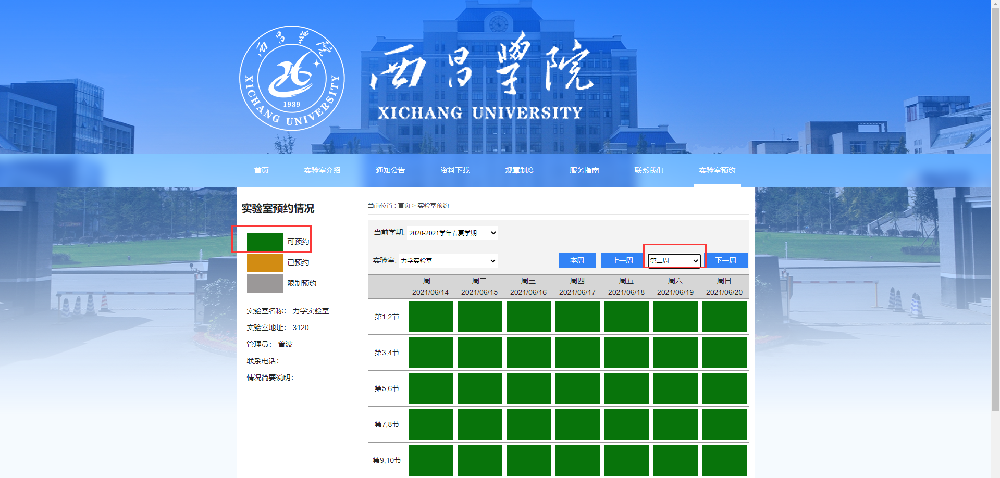 西昌学院
XICHANG UNIVERSITY
1939
西昌学院
XICHANG UNIVERSITY
首页 实验室介绍 通知公告 资料下载 规章制度 服务指南 联系我们 实验室预约
实验室预约情况
可预约
已预约
限制预约
实验室名称： 力学实验室
实验室地址： 3120
管理员： 曾波
联系电话：
情况简要说明：
当前位置 : 首页 > 实验室预约
当前学期: 2020-2021学年春夏学期
实验室: 力学实验室 本周 上一周 第二周 下一周
周一 周二 周三 周四 周五 周六 周日
2021/06/14 2021/06/15 2021/06/16 2021/06/17 2021/06/18 2021/06/19 2021/06/20
第1,2节
第3,4节
第5,6节
第7,8节
第9,10节